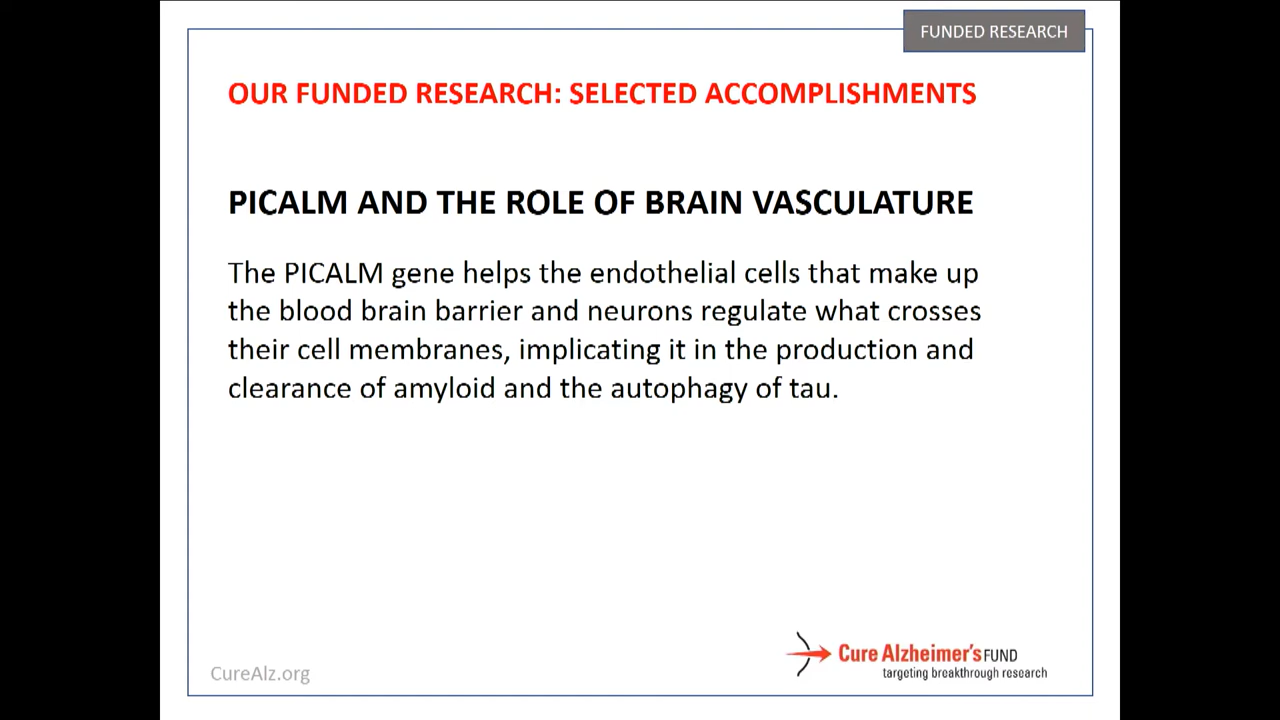 FUNDED RESEARCH
OUR FUNDED RESEARCH: SELECTED ACCOMPLISHMENTS
PICALM AND THE ROLE OF BRAIN VASCULATURE
The PICALM gene helps the endothelial cells that make up
the blood brain barrier and neurons regulate what crosses
their cell membranes, implicating it in the production and
clearance of amyloid and the autophagy of tau.
Cure Alzheimer's FUND
targeting breakthrough research
CureAlz.org